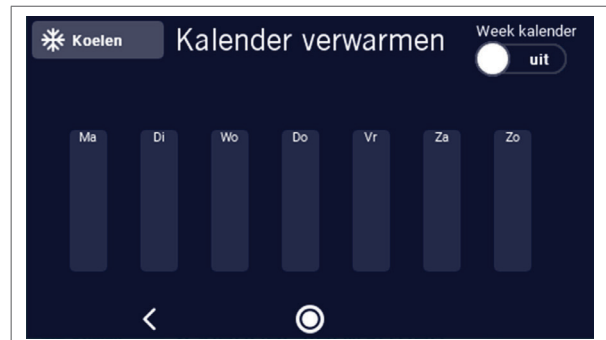 Koelen
Kalender verwarmen
Week kalender
uit
Ma Di Wo Do Vr Za Zo